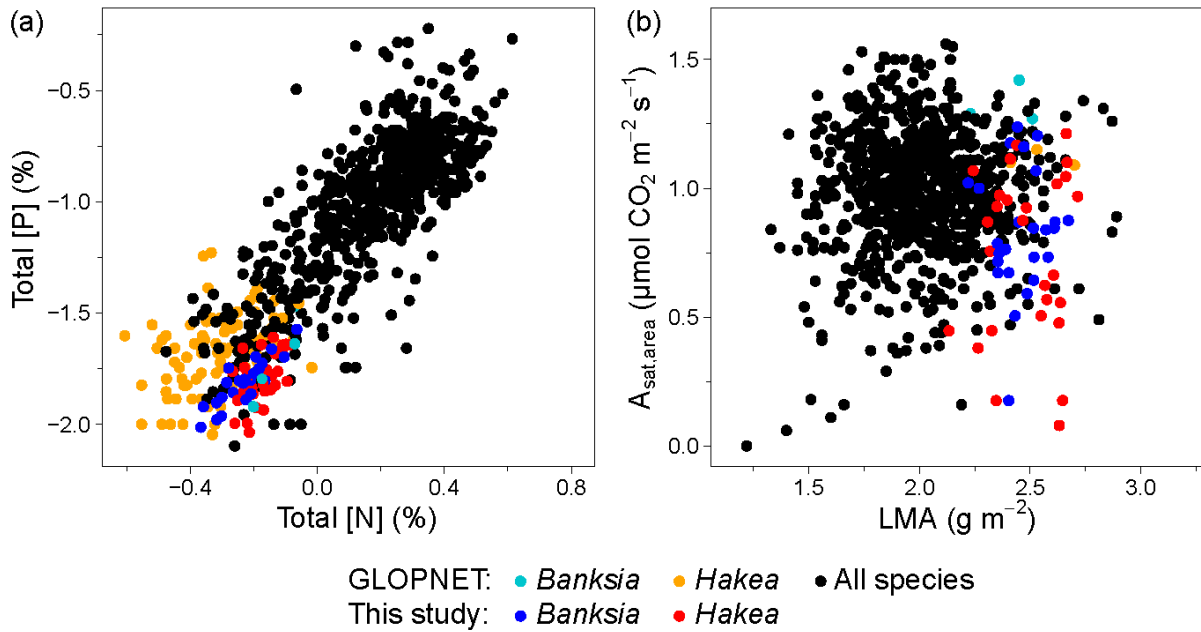 (a)
(b)
Total [P] (%)
−0.5
−1.0
−1.5
−2.0
−0.4
0.0
0.4
0.8
Total [N] (%)
A_sat,area (μmol CO₂ m⁻² s⁻¹)
1.5
1.0
0.5
0.0
1.5
2.0
2.5
3.0
LMA (g m⁻²)
GLOPNET: Banksia Hakea All species
This study: Banksia Hakea